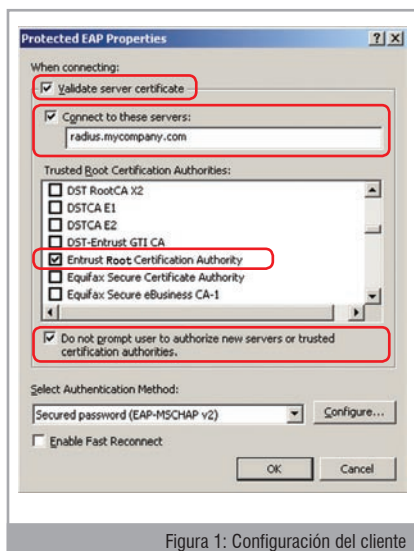 Protected EAP Properties
When connecting:
Validate server certificate
Connect to these servers:
radius.mycompany.com
Trusted Root Certification Authorities:
DST RootCA X2
DSTCA E1
DSTCA E2
DST-Entrust GTI CA
Entrust Root Certification Authority
Equifax Secure Certificate Authority
Equifax Secure eBusiness CA-1
Do not prompt user to authorize new servers or trusted
certification authorities.
Select Authentication Method:
Secured password (EAP-MSCHAP v2)
Configure...
Enable Fast Reconnect
OK
Cancel
Figura 1: Configuración del cliente